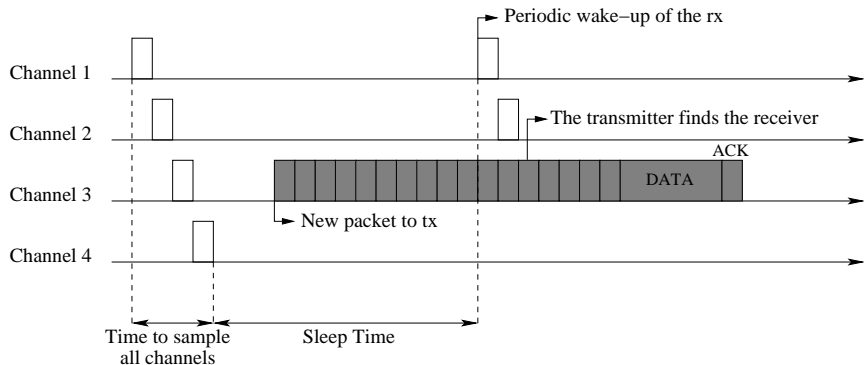 Periodic wake−up of the rx
Channel 1
Channel 2
The transmitter finds the receiver
ACK
Channel 3
DATA
New packet to tx
Channel 4
Time to sample
all channels
Sleep Time